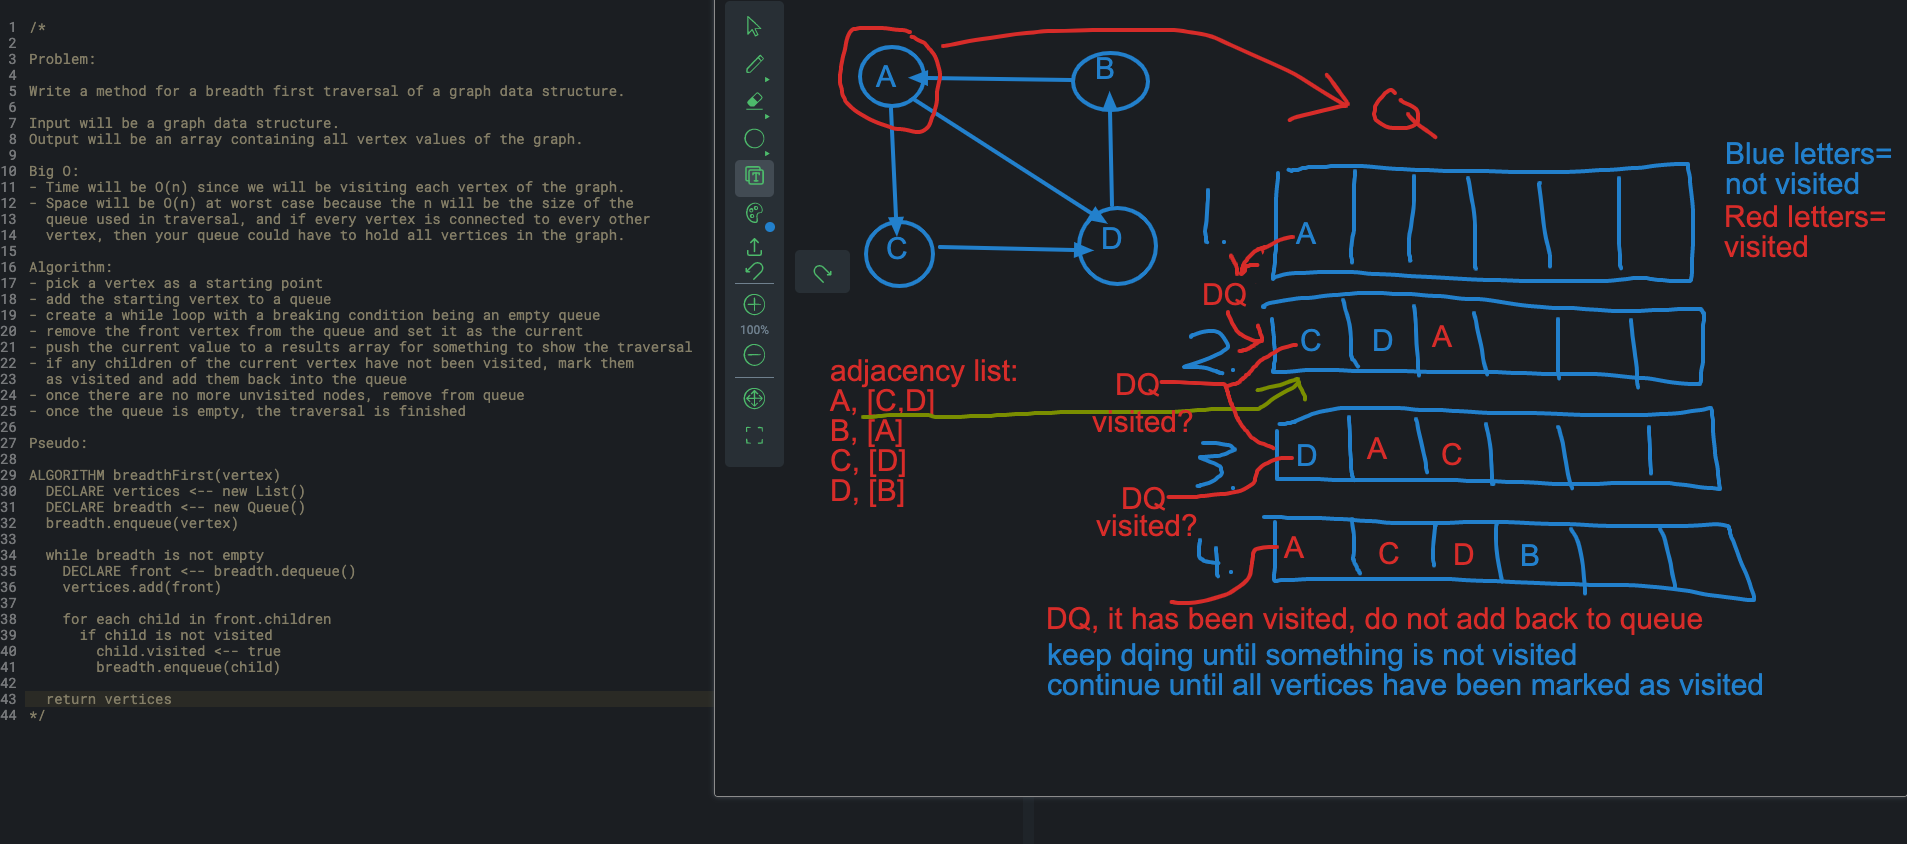 1 /*
2
3 Problem:
4
5 Write a method for a breadth first traversal of a graph data structure.
6
7 Input will be a graph data structure.
8 Output will be an array containing all vertex values of the graph.
9
10 Big O:
11 - Time will be O(n) since we will be visiting each vertex of the graph.
12 - Space will be O(n) at worst case because the n will be the size of the
13 queue used in traversal, and if every vertex is connected to every other
14 vertex, then your queue could have to hold all vertices in the graph.
15
16 Algorithm:
17 - pick a vertex as a starting point
18 - add the starting vertex to a queue
19 - create a while loop with a breaking condition being an empty queue
20 - remove the front vertex from the queue and set it as the current
21 - push the current value to a results array for something to show the traversal
22 - if any children of the current vertex have not been visited, mark them
23 as visited and add them back into the queue
24 - once there are no more unvisited nodes, remove from queue
25 - once the queue is empty, the traversal is finished
26
27 Pseudo:
28
29 ALGORITHM breadthFirst(vertex)
30 DECLARE vertices <-- new List()
31 DECLARE breadth <-- new Queue()
32 breadth.enqueue(vertex)
33
34 while breadth is not empty
35 DECLARE front <-- breadth.dequeue()
36 vertices.add(front)
37
38 for each child in front.children
39 if child is not visited
40 child.visited <-- true
41 breadth.enqueue(child)
42
43 return vertices
44 */
T
100%
A
B
C
D
Q
Blue letters=
not visited
Red letters=
visited
1. A
DQ
2. C D A
adjacency list:
A, [C,D]
B, [A]
C, [D]
D, [B]
DQ
visited?
3. D A C
DQ
visited?
4. A C D B
DQ, it has been visited, do not add back to queue
keep dqing until something is not visited
continue until all vertices have been marked as visited